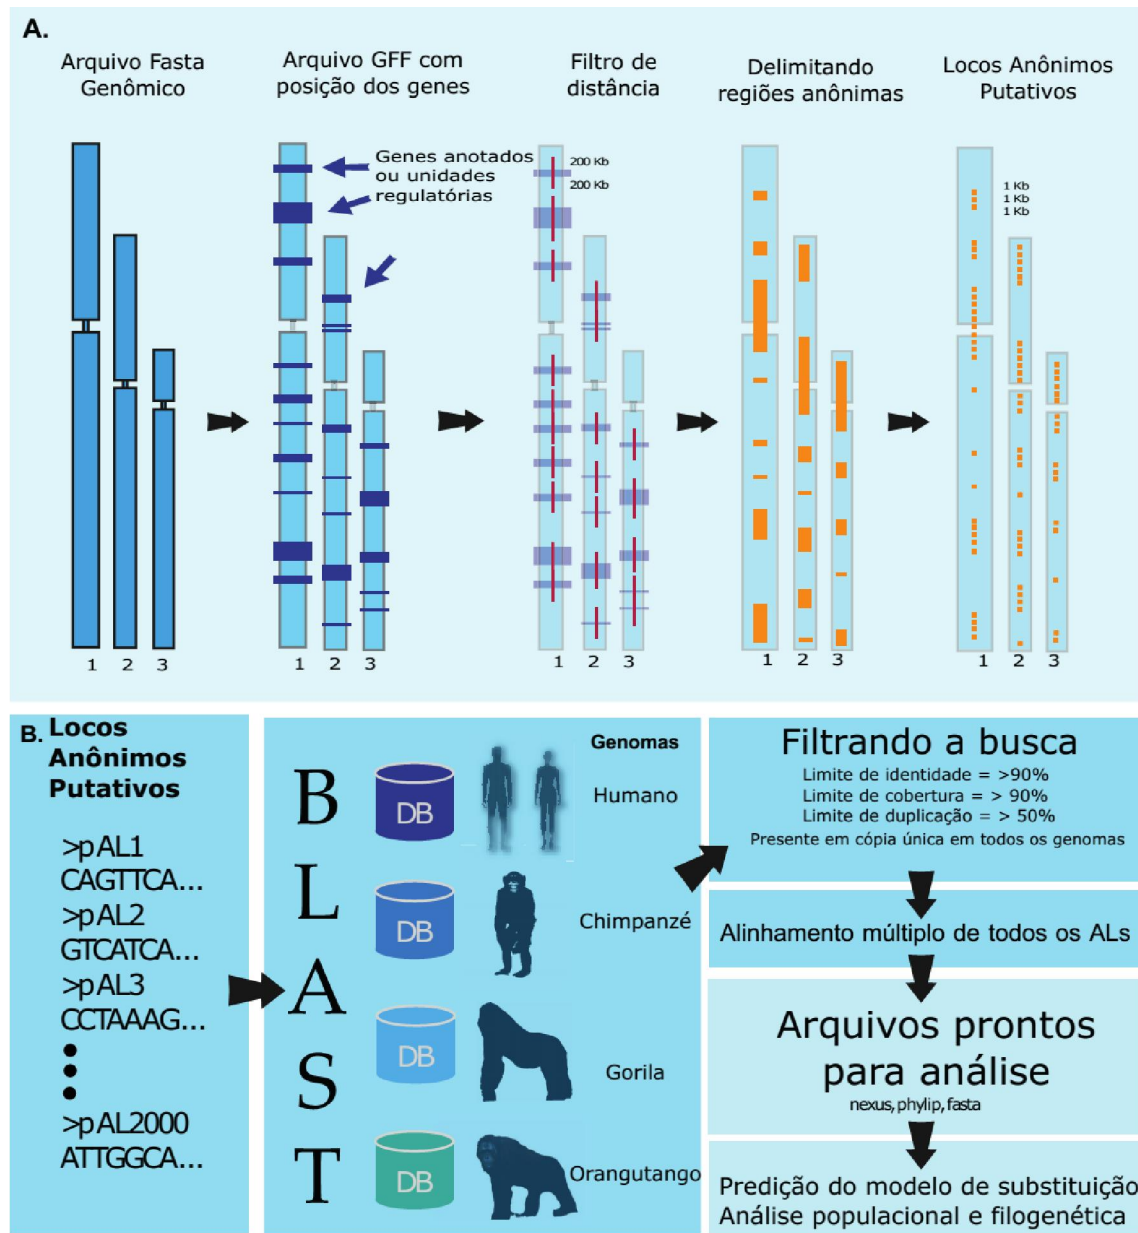 A.
Arquivo Fasta
Genômico
Arquivo GFF com
posição dos genes
Filtro de
distância
Delimitando
regiões anônimas
Locos Anônimos
Putativos
Genes anotados
ou unidades
regulatórias
200 Kb
200 Kb
1 Kb
1 Kb
1 Kb
1 2 3
1 2 3
1 2 3
1 2 3
1 2 3
B. Locos
Anônimos
Putativos
>pAL1
CAGTTCA...
>pAL2
GTCATCA...
>pAL3
CCTAAAG...
>pAL2000
ATTGGCA...
B
L
A
S
T
Genomas
DB
Humano
DB
Chimpanzé
DB
Gorila
DB
Orangutango
Filtrando a busca
Limite de identidade = >90%
Limite de cobertura = > 90%
Limite de duplicação = > 50%
Presente em cópia única em todos os genomas
Alinhamento múltiplo de todos os ALs
Arquivos prontos
para análise
nexus, phylip, fasta
Predição do modelo de substituição
Análise populacional e filogenética